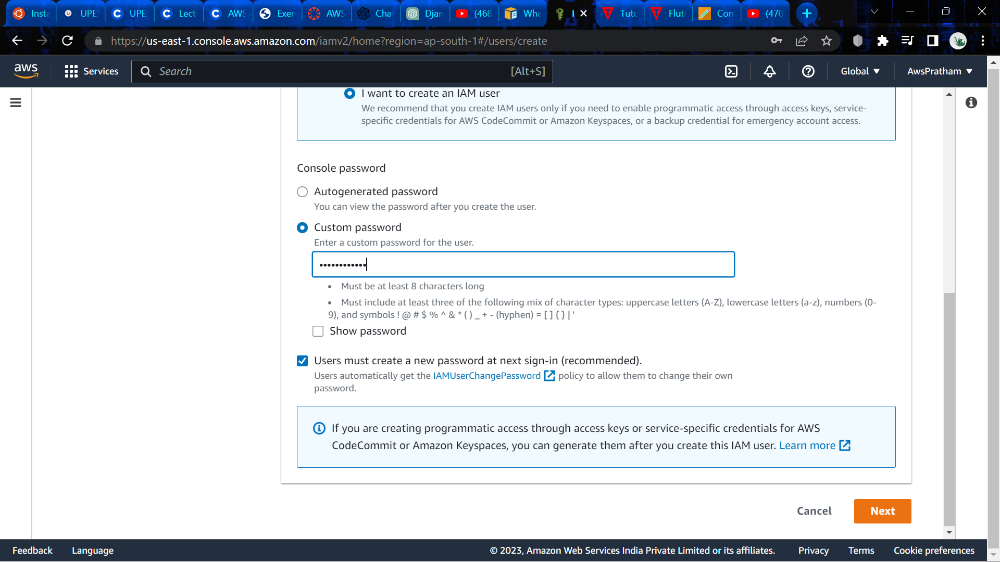 Insta UPE: UPE: Lect AWS Exer AWS Chat Djan (468 Wha I Tuto Flutt Con (470
https://us-east-1.console.aws.amazon.com/iamv2/home?region=ap-south-1#/users/create
aws Services Search [Alt+S] Global AwsPratham
I want to create an IAM user
We recommend that you create IAM users only if you need to enable programmatic access through access keys, service-
specific credentials for AWS CodeCommit or Amazon Keyspaces, or a backup credential for emergency account access.
Console password
Autogenerated password
You can view the password after you create the user.
Custom password
Enter a custom password for the user.
••••••••••••
• Must be at least 8 characters long
• Must include at least three of the following mix of character types: uppercase letters (A-Z), lowercase letters (a-z), numbers (0-
9), and symbols ! @ # $ % ^ & * ( ) _ + - (hyphen) = [ ] { } | '
Show password
Users must create a new password at next sign-in (recommended).
Users automatically get the IAMUserChangePassword policy to allow them to change their own
password.
If you are creating programmatic access through access keys or service-specific credentials for AWS
CodeCommit or Amazon Keyspaces, you can generate them after you create this IAM user. Learn more
Cancel Next
Feedback Language © 2023, Amazon Web Services India Private Limited or its affiliates. Privacy Terms Cookie preferences